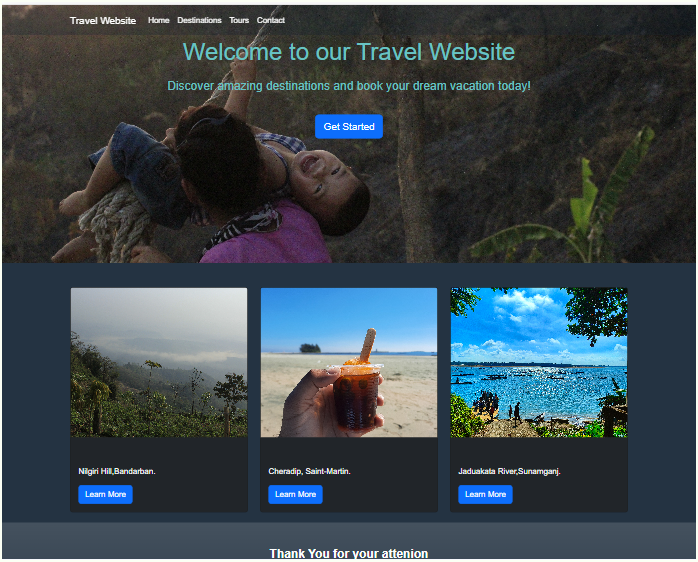 Travel Website Home Destinations Tours Contact
Welcome to our Travel Website
Discover amazing destinations and book your dream vacation today!
Get Started
Nilgiri Hill,Bandarban.
Learn More
Cheradip, Saint-Martin.
Learn More
Jaduakata River,Sunamganj.
Learn More
Thank You for your attenion